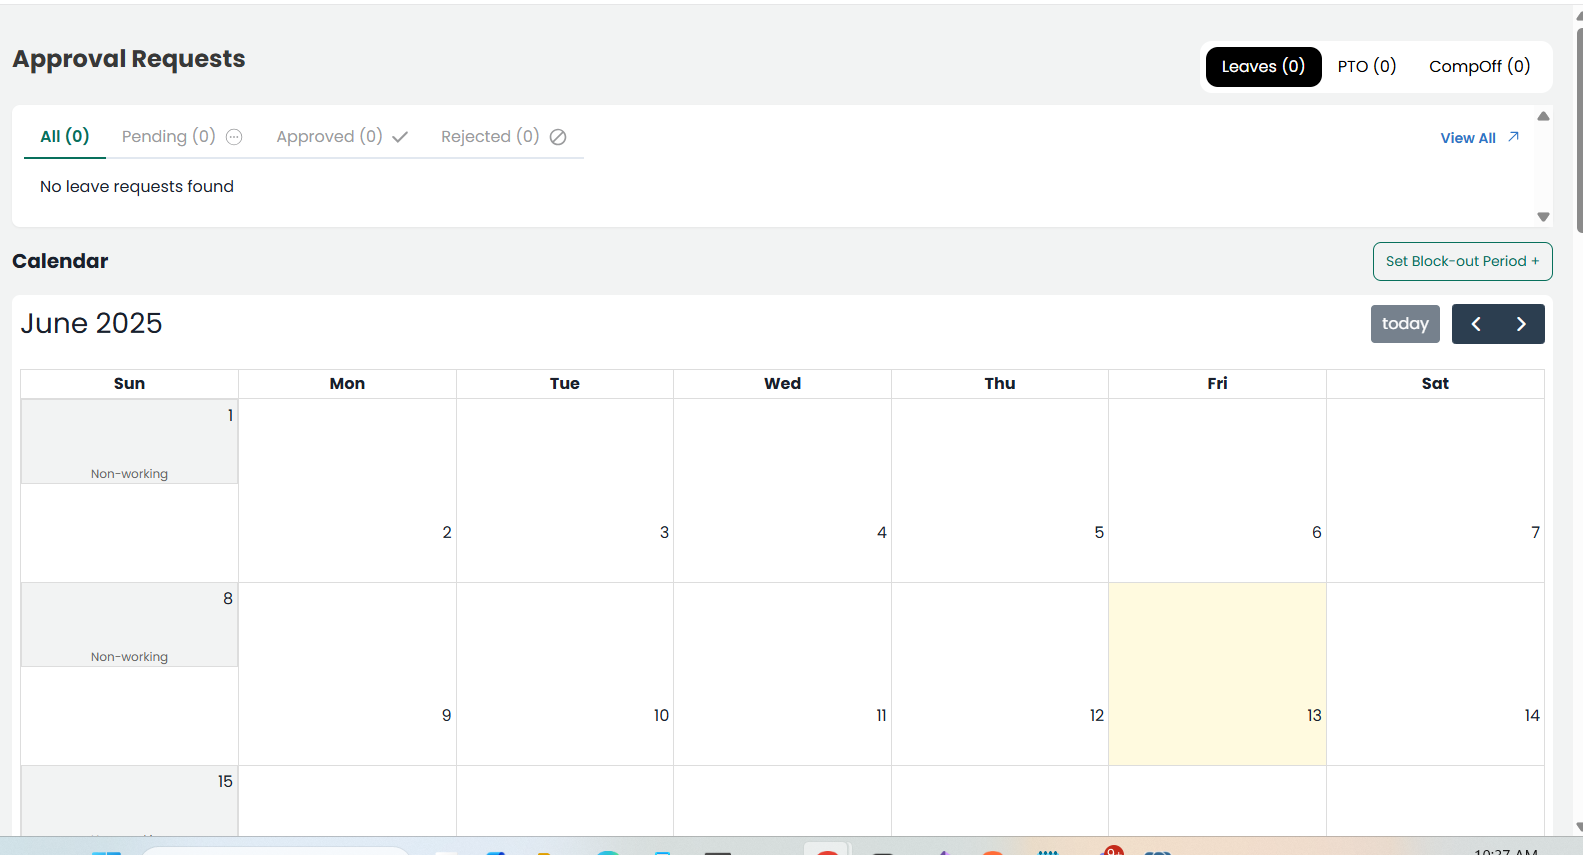 Approval Requests
Leaves (0) PTO (0) CompOff (0)
All (0) Pending (0) Approved (0) Rejected (0) View All
No leave requests found
Calendar
Set Block-out Period +
June 2025
today
Sun Mon Tue Wed Thu Fri Sat
1
Non-working
2 3 4 5 6 7
8
Non-working
9 10 11 12 13 14
15